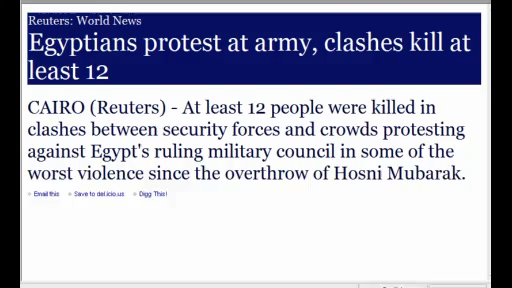 Reuters: World News
Egyptians protest at army, clashes kill at
least 12
CAIRO (Reuters) - At least 12 people were killed in
clashes between security forces and crowds protesting
against Egypt's ruling military council in some of the
worst violence since the overthrow of Hosni Mubarak.
Email this Save to del.icio.us Digg This!